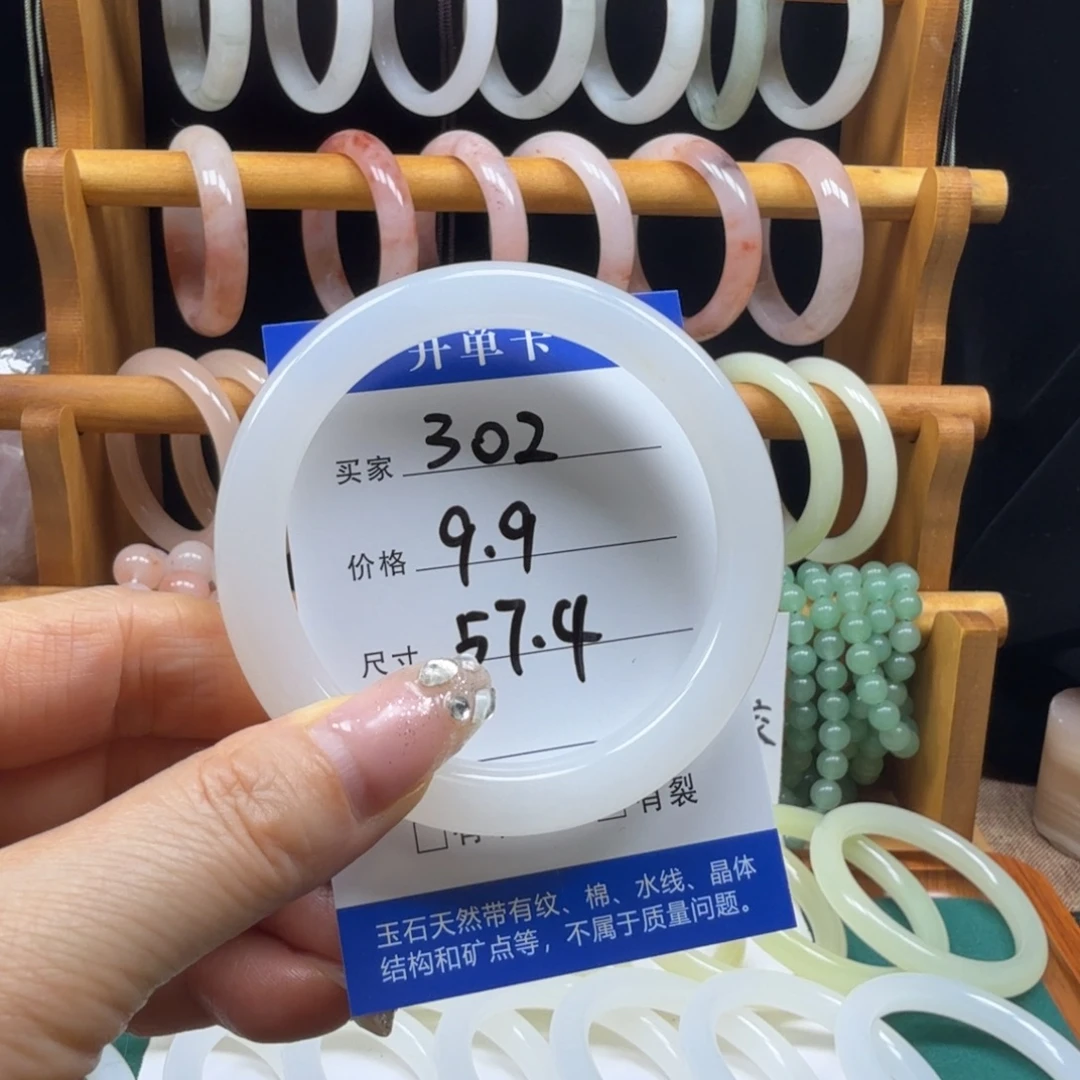 开单卡
买家 302
价格 9.9
尺寸 57.4
有裂
玉石天然带有纹、棉、水线、晶体
结构和矿点等，不属于质量问题。